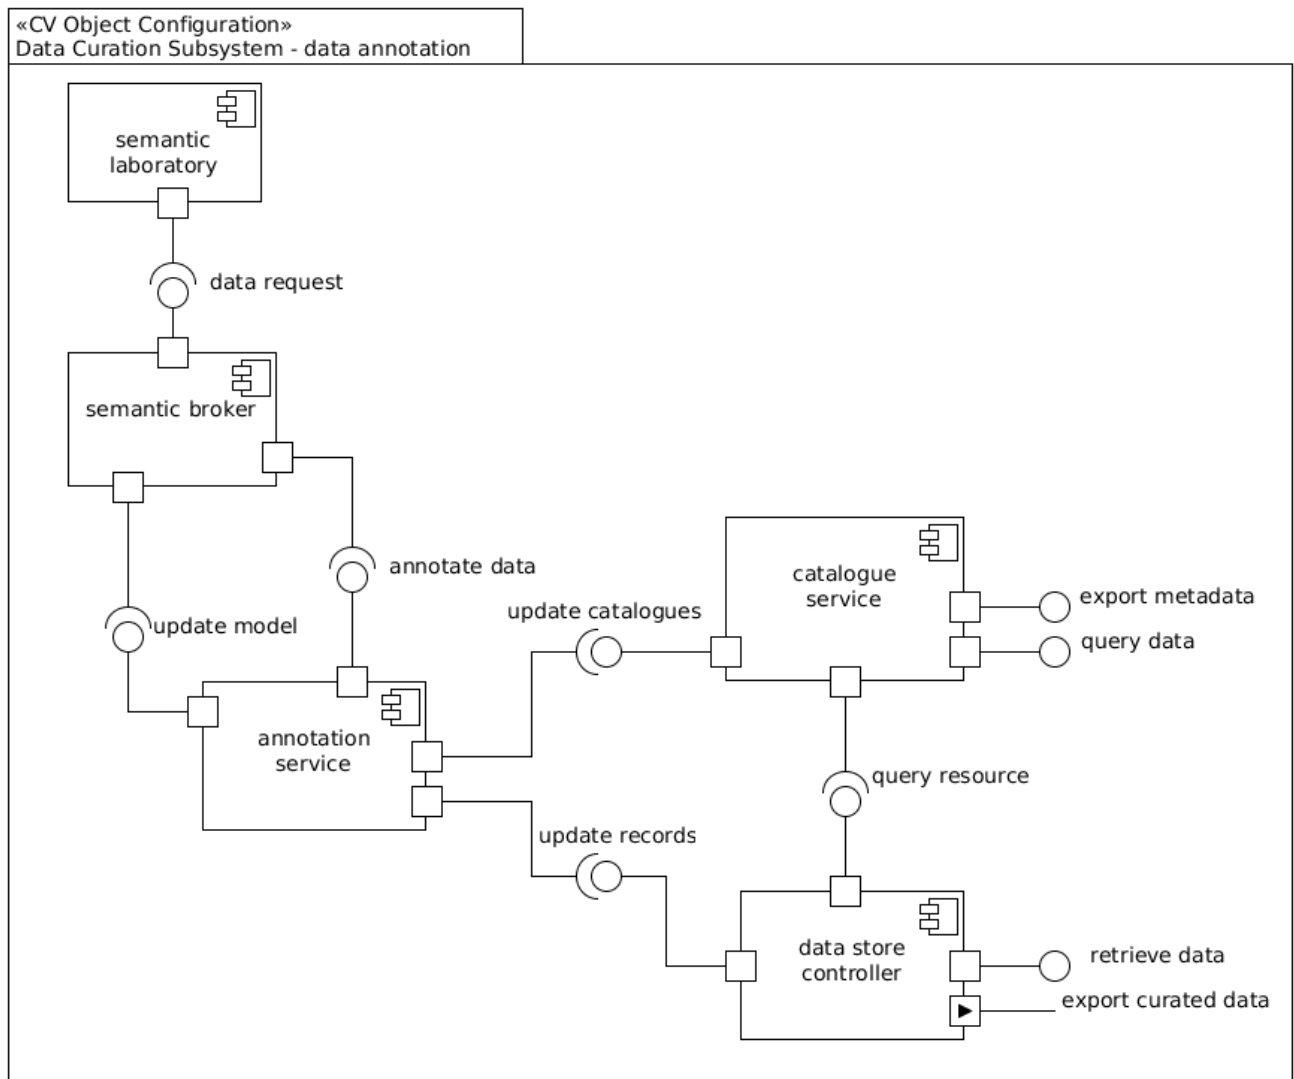 «CV Object Configuration»
Data Curation Subsystem - data annotation
semantic
laboratory
data request
semantic broker
annotate data
update model
annotation
service
update catalogues
update records
catalogue
service
export metadata
query data
query resource
data store
controller
retrieve data
export curated data